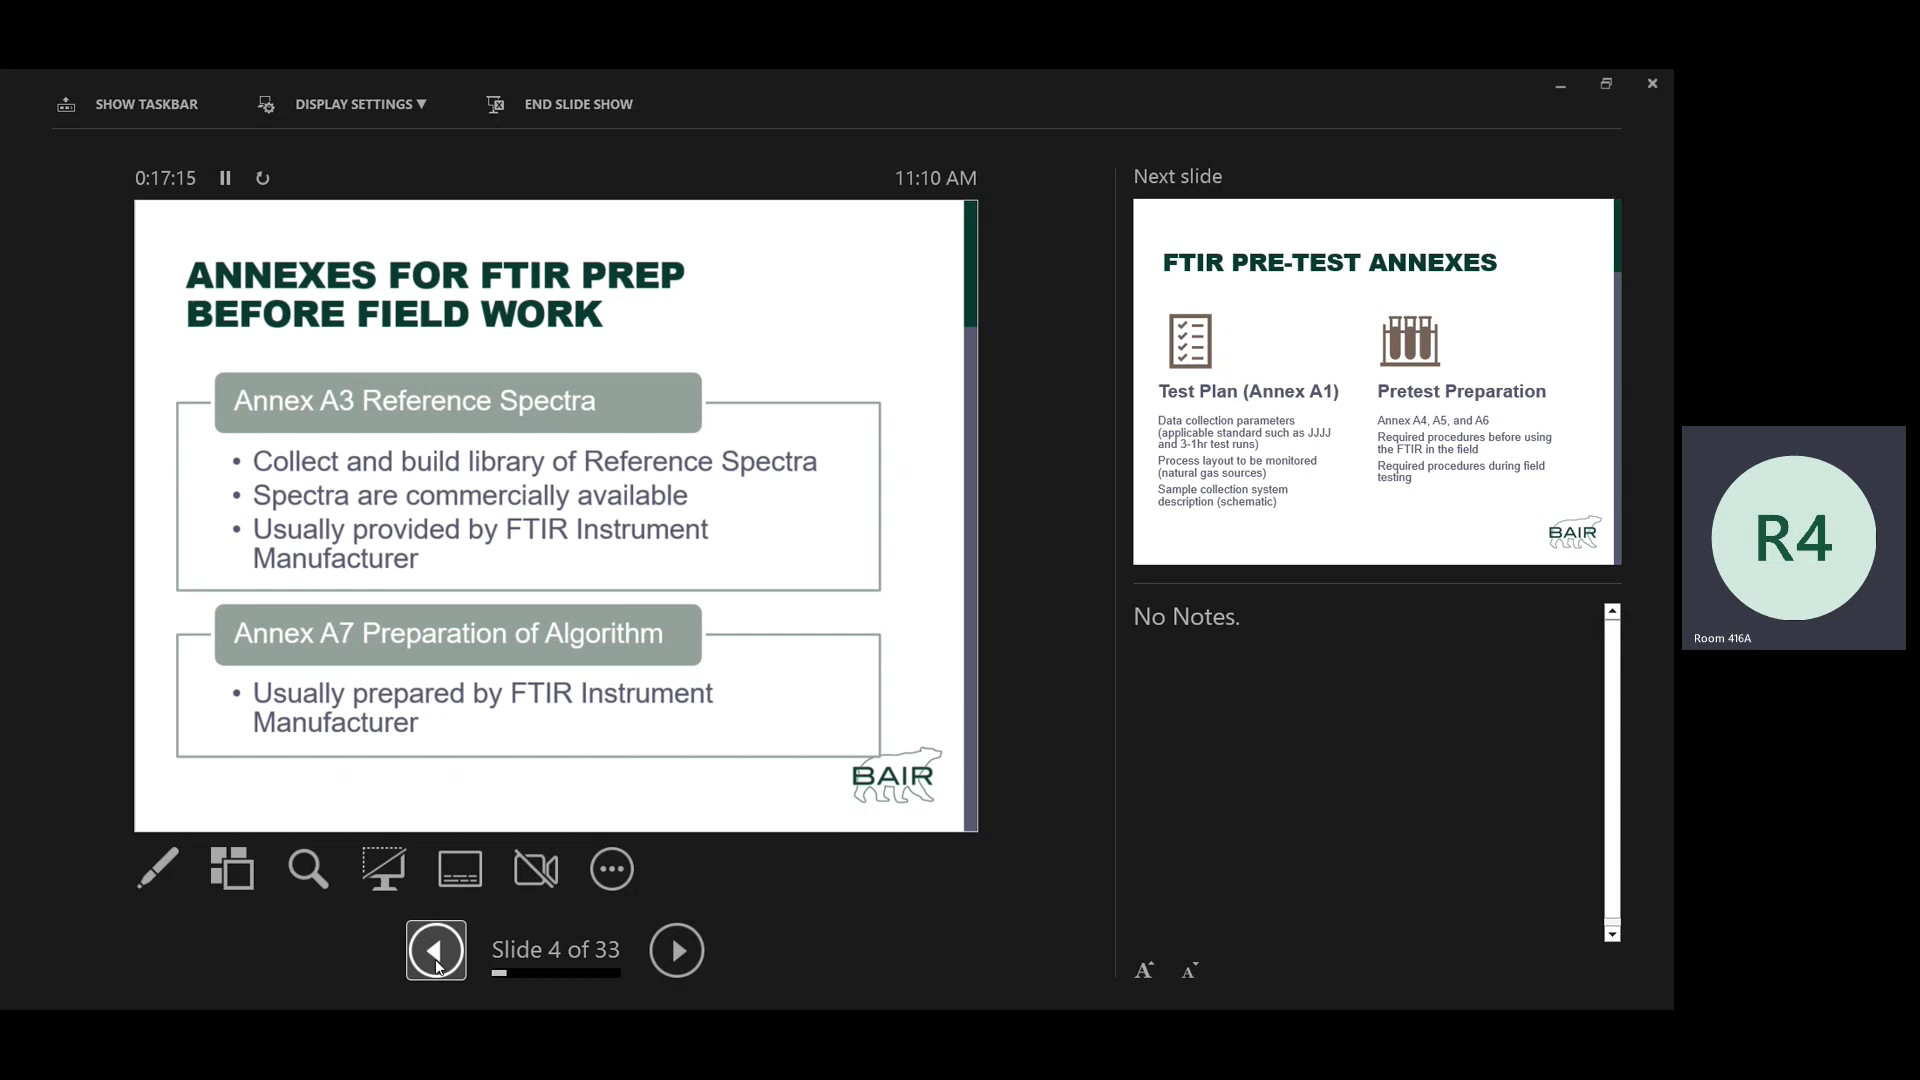 SHOW TASKBAR
DISPLAY SETTINGS ▼
END SLIDE SHOW
0:17:15
11:10 AM
ANNEXES FOR FTIR PREP
BEFORE FIELD WORK
Annex A3 Reference Spectra
• Collect and build library of Reference Spectra
• Spectra are commercially available
• Usually provided by FTIR Instrument
Manufacturer
Annex A7 Preparation of Algorithm
• Usually prepared by FTIR Instrument
Manufacturer
BAIR
Slide 4 of 33
Next slide
FTIR PRE-TEST ANNEXES
Test Plan (Annex A1)
Data collection parameters
(applicable standard such as JJJJ
and 3-1hr test runs)
Process layout to be monitored
(natural gas sources)
Sample collection system
description (schematic)
Pretest Preparation
Annex A4, A5, and A6
Required procedures before using
the FTIR in the field
Required procedures during field
testing
BAIR
No Notes.
A
A
R4
Room 416A